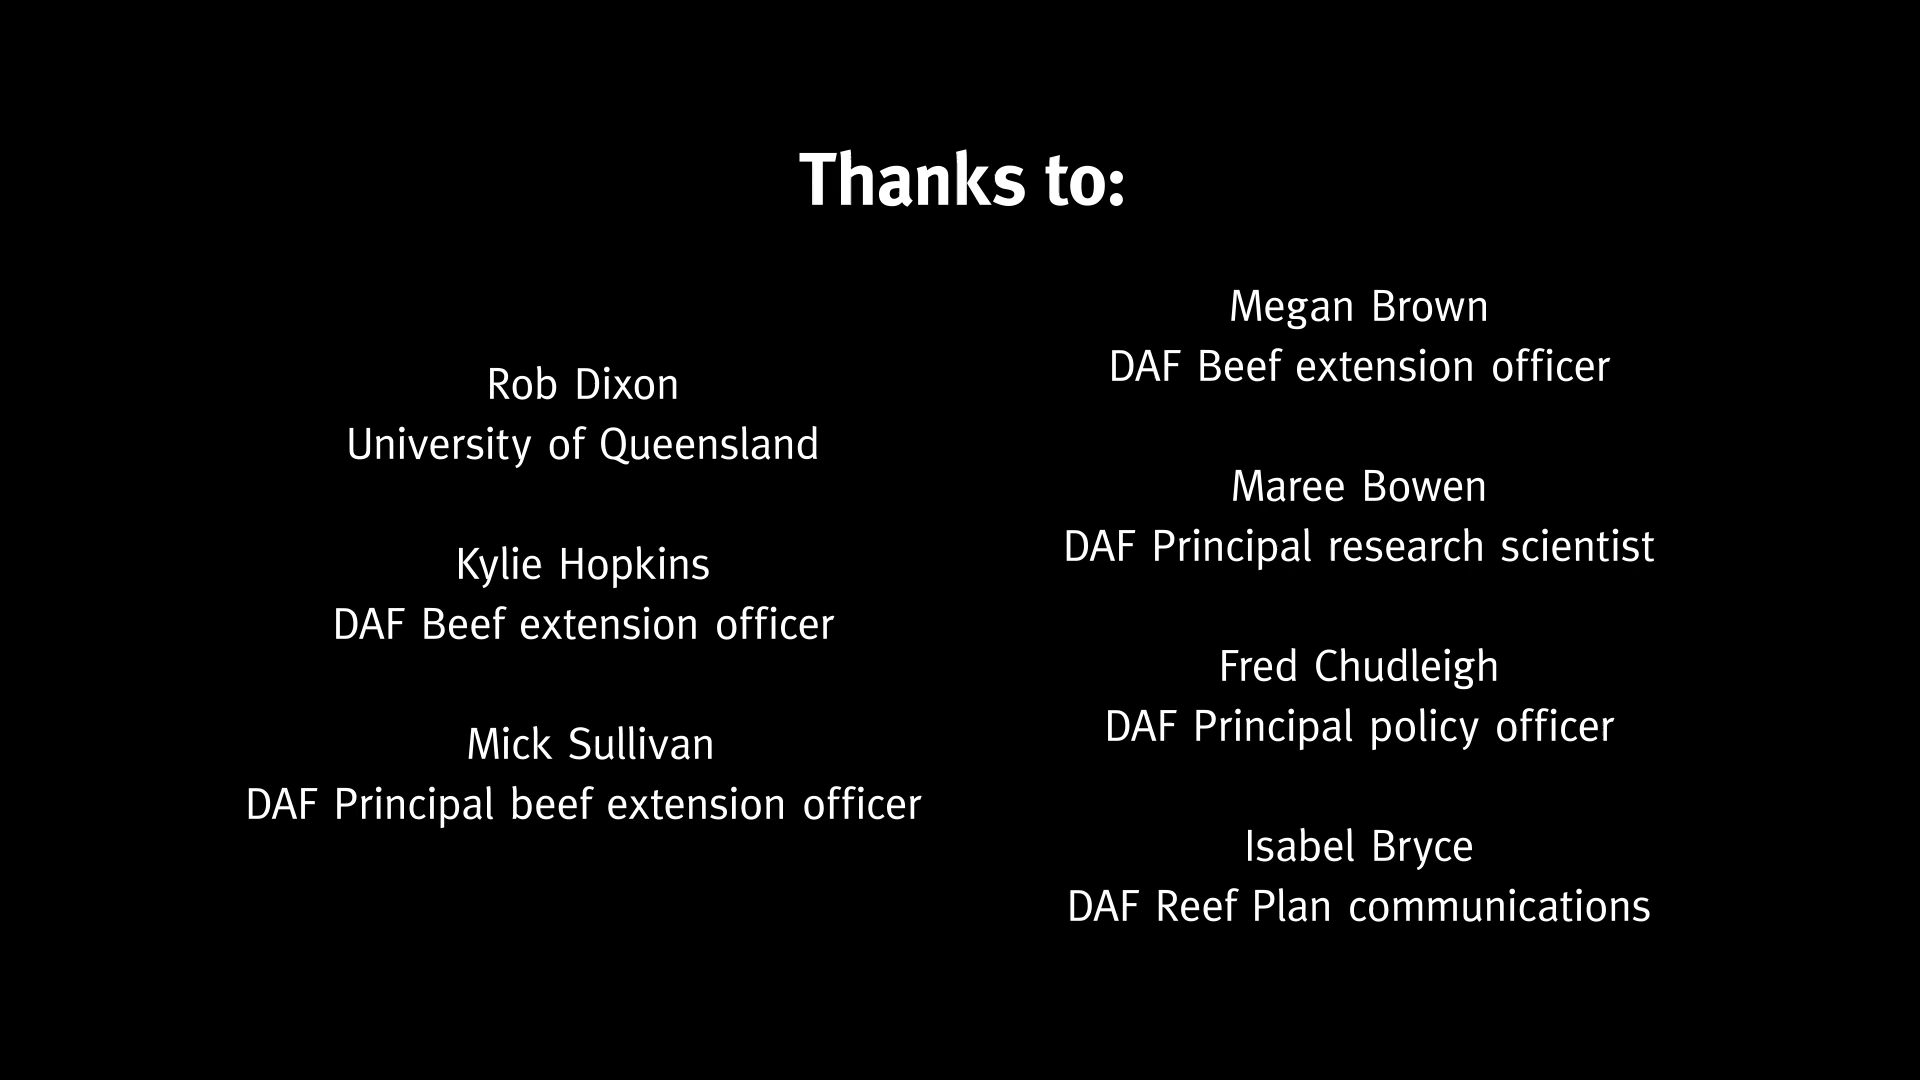 Thanks to:
Rob Dixon
University of Queensland
Kylie Hopkins
DAF Beef extension officer
Mick Sullivan
DAF Principal beef extension officer
Megan Brown
DAF Beef extension officer
Maree Bowen
DAF Principal research scientist
Fred Chudleigh
DAF Principal policy officer
Isabel Bryce
DAF Reef Plan communications